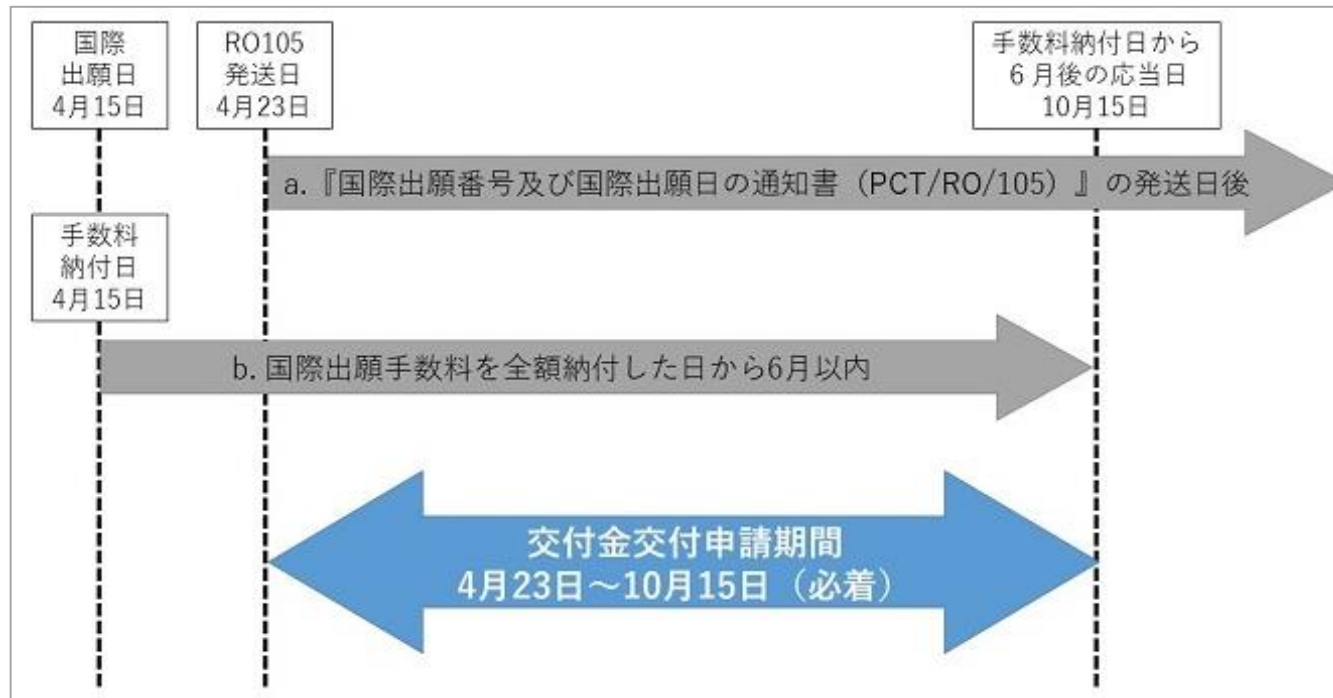 国際
出願日
4月15日
RO105
発送日
4月23日
手数料納付日から
6月後の応当日
10月15日
a.『国際出願番号及び国際出願日の通知書（PCT/RO/105）』の発送日後
手数料
納付日
4月15日
b. 国際出願手数料を全額納付した日から6月以内
交付金交付申請期間
4月23日～10月15日（必着）